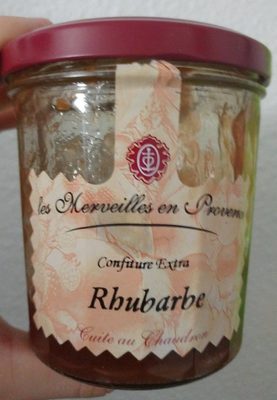 les Merveilles en Provence
Confiture Extra
Rhubarbe
Cuite au Chaudron